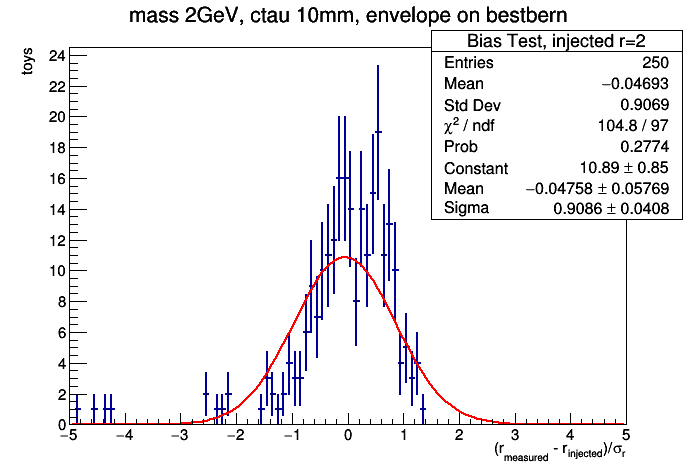 mass 2GeV, ctau 10mm, envelope on bestbern
toys
Bias Test, injected r=2
Entries 250
Mean −0.04693
Std Dev 0.9069
χ² / ndf 104.8 / 97
Prob 0.2774
Constant 10.89 ± 0.85
Mean −0.04758 ± 0.05769
Sigma 0.9086 ± 0.0408
24
22
20
18
16
14
12
10
8
6
4
2
0
−5 −4 −3 −2 −1 0 1 2 3 4 5
(r_measured - r_injected)/σ_r